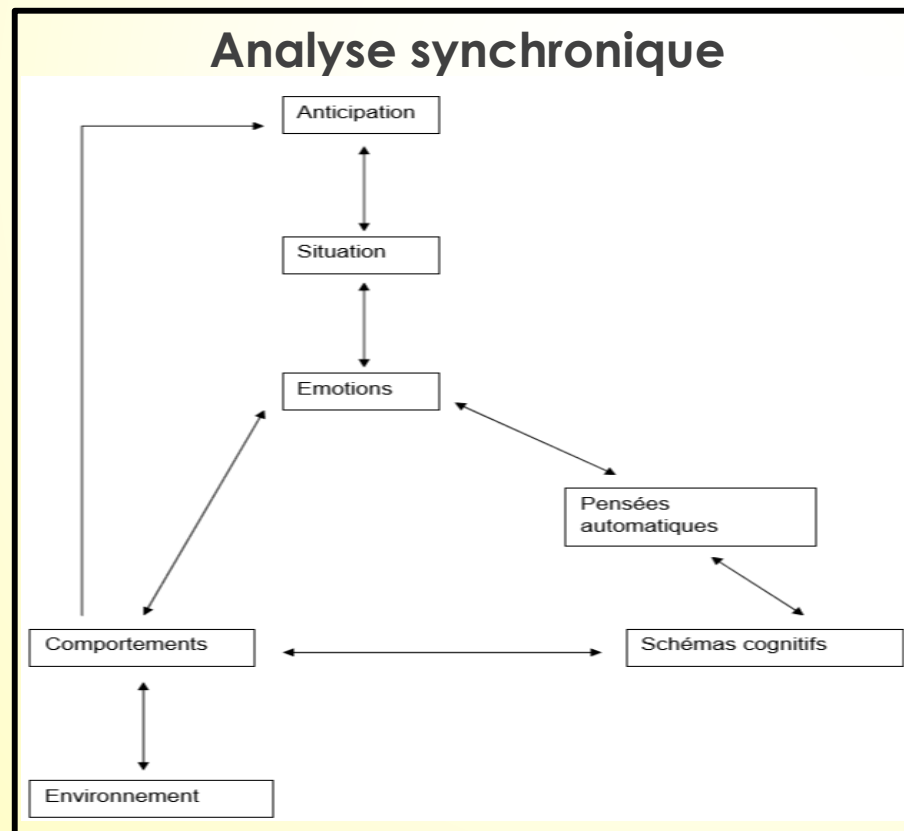 Analyse synchronique
Anticipation
Situation
Emotions
Pensées
automatiques
Comportements
Schémas cognitifs
Environnement